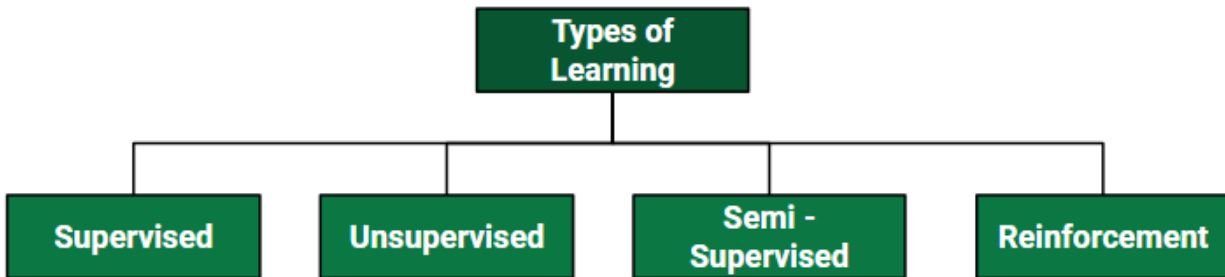 Types of
Learning
Supervised
Unsupervised
Semi -
Supervised
Reinforcement